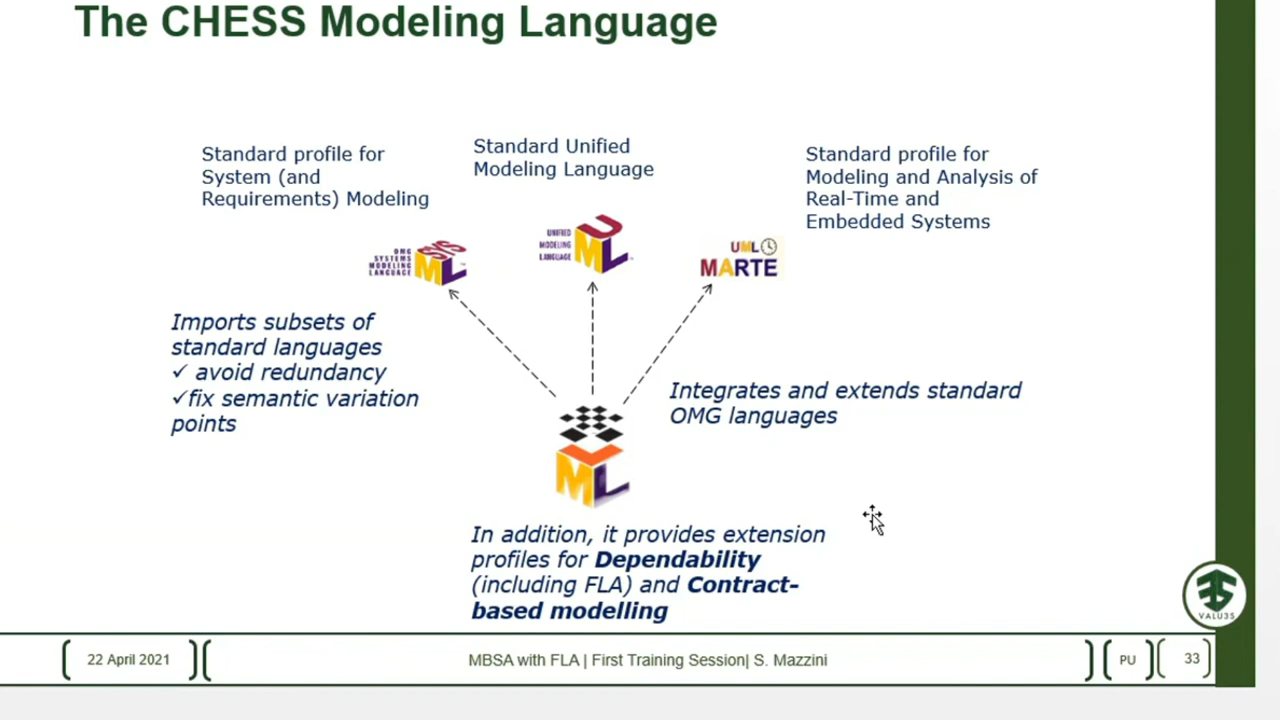 The CHESS Modeling Language
Standard profile for
System (and
Requirements) Modeling
Standard Unified
Modeling Language
Standard profile for
Modeling and Analysis of
Real-Time and
Embedded Systems
OMG
SYSTEMS
MODELING
LANGUAGE
SYS
ML
UNIFIED
MODELING
LANGUAGE
U
ML
UML
MARTE
Imports subsets of
standard languages
✓ avoid redundancy
✓fix semantic variation
points
Integrates and extends standard
OMG languages
ML
In addition, it provides extension
profiles for Dependability
(including FLA) and Contract-
based modelling
VALU3S
22 April 2021
MBSA with FLA | First Training Session| S. Mazzini
PU
33